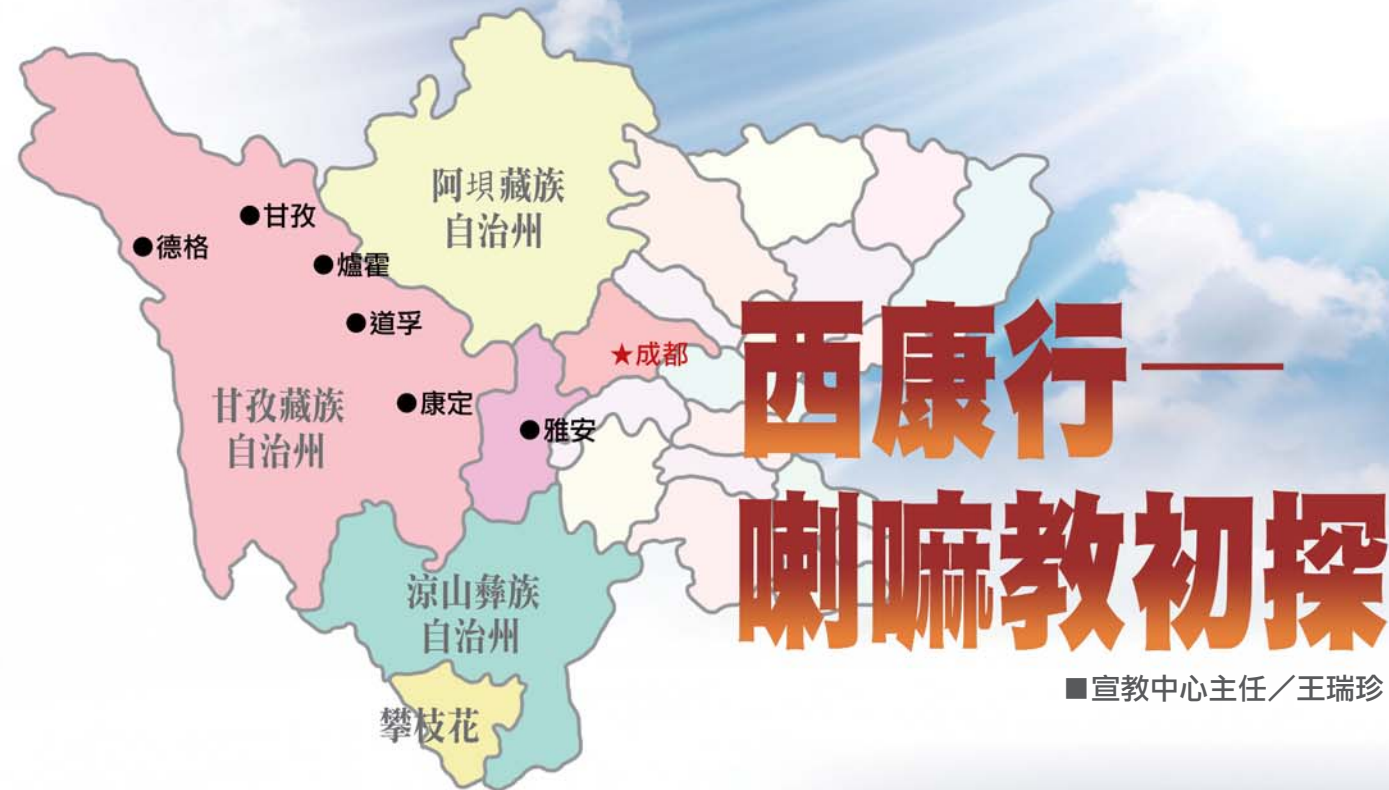 阿坝藏族
自治州
●甘孜
●德格
●爐霍
●道孚
★成都
甘孜藏族
自治州
●康定
●雅安
西康行——
喇嘛教初探
涼山彝族
自治州
攀枝花
■宣教中心主任／王瑞珍